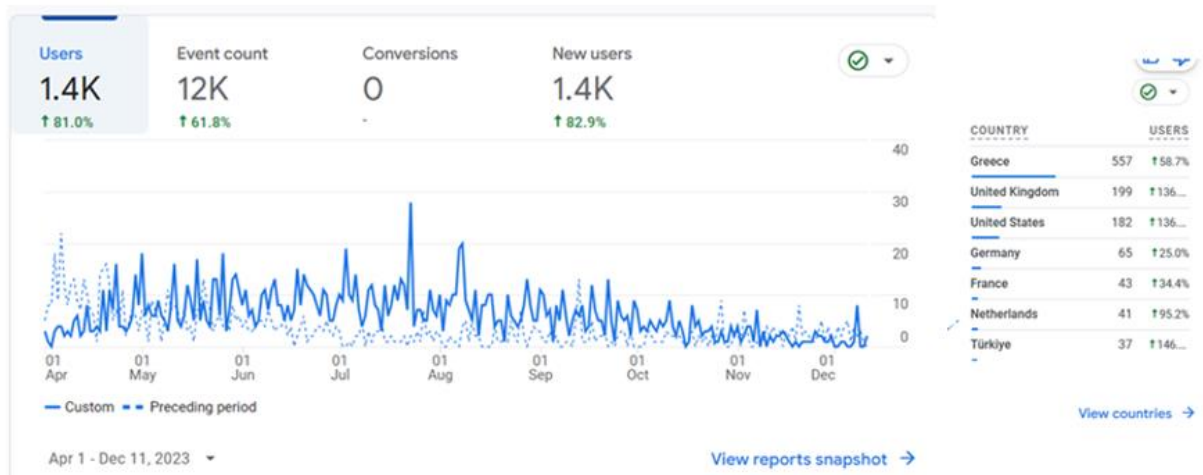 Users Event count Conversions New users
1.4K 12K 0 1.4K
↑ 81.0% ↑ 61.8% - ↑ 82.9%
40
30
20
10
0
01 01 01 01 01 01 01 01 01
Apr May Jun Jul Aug Sep Oct Nov Dec
Custom Preceding period
Apr 1 - Dec 11, 2023
View reports snapshot →
COUNTRY USERS
Greece 557 ↑ 58.7%
United Kingdom 199 ↑ 136....
United States 182 ↑ 136....
Germany 65 ↑ 25.0%
France 43 ↑ 34.4%
Netherlands 41 ↑ 95.2%
Türkiye 37 ↑ 146....
View countries →